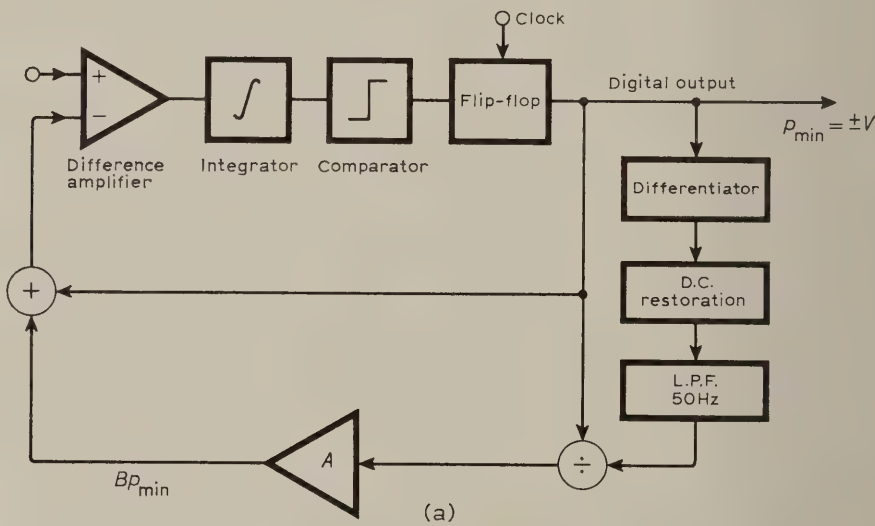 Clock
+
−
Flip-flop
Digital output
p_min = ±V
Difference
amplifier
Integrator
Comparator
Differentiator
D.C.
restoration
+
L.P.F.
50Hz
A
÷
Bp_min
(a)